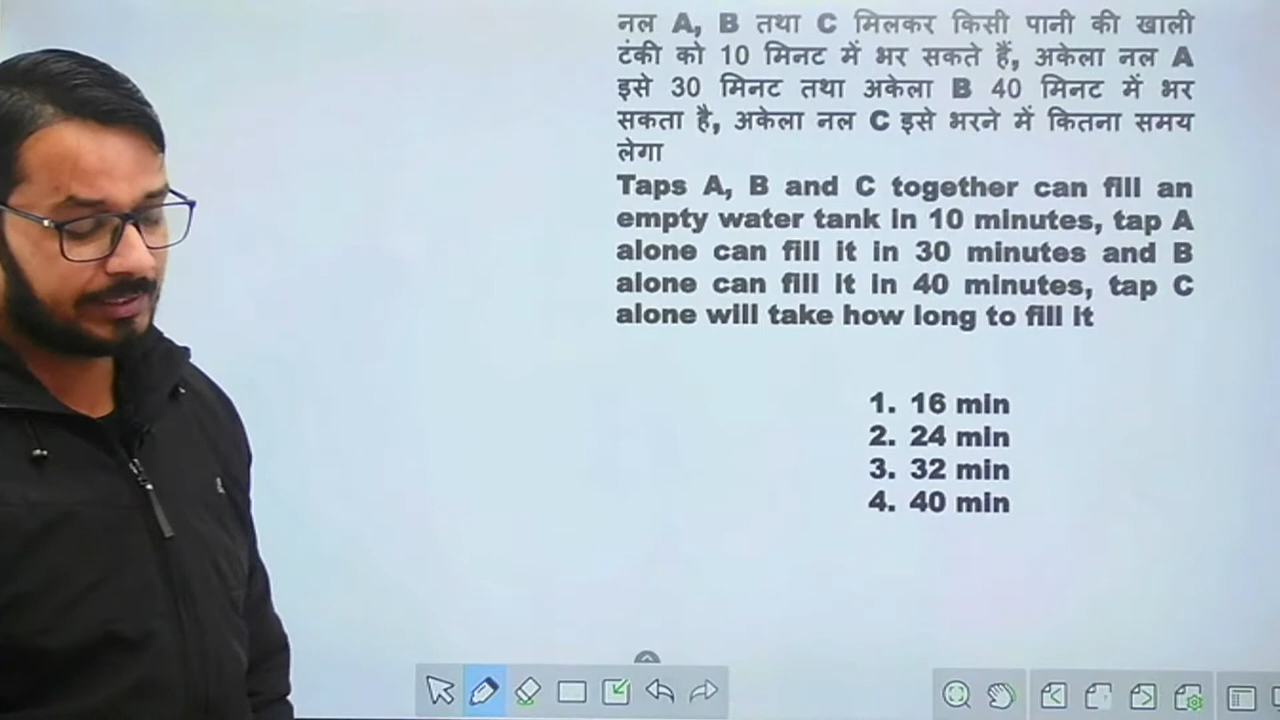 नल A, B तथा C मिलकर किसी पानी की खाली
टंकी को 10 मिनट में भर सकते हैं, अकेला नल A
इसे 30 मिनट तथा अकेला B 40 मिनट में भर
सकता है, अकेला नल C इसे भरने में कितना समय
लेगा
Taps A, B and C together can fill an
empty water tank in 10 minutes, tap A
alone can fill it in 30 minutes and B
alone can fill it in 40 minutes, tap C
alone will take how long to fill it
1. 16 min
2. 24 min
3. 32 min
4. 40 min